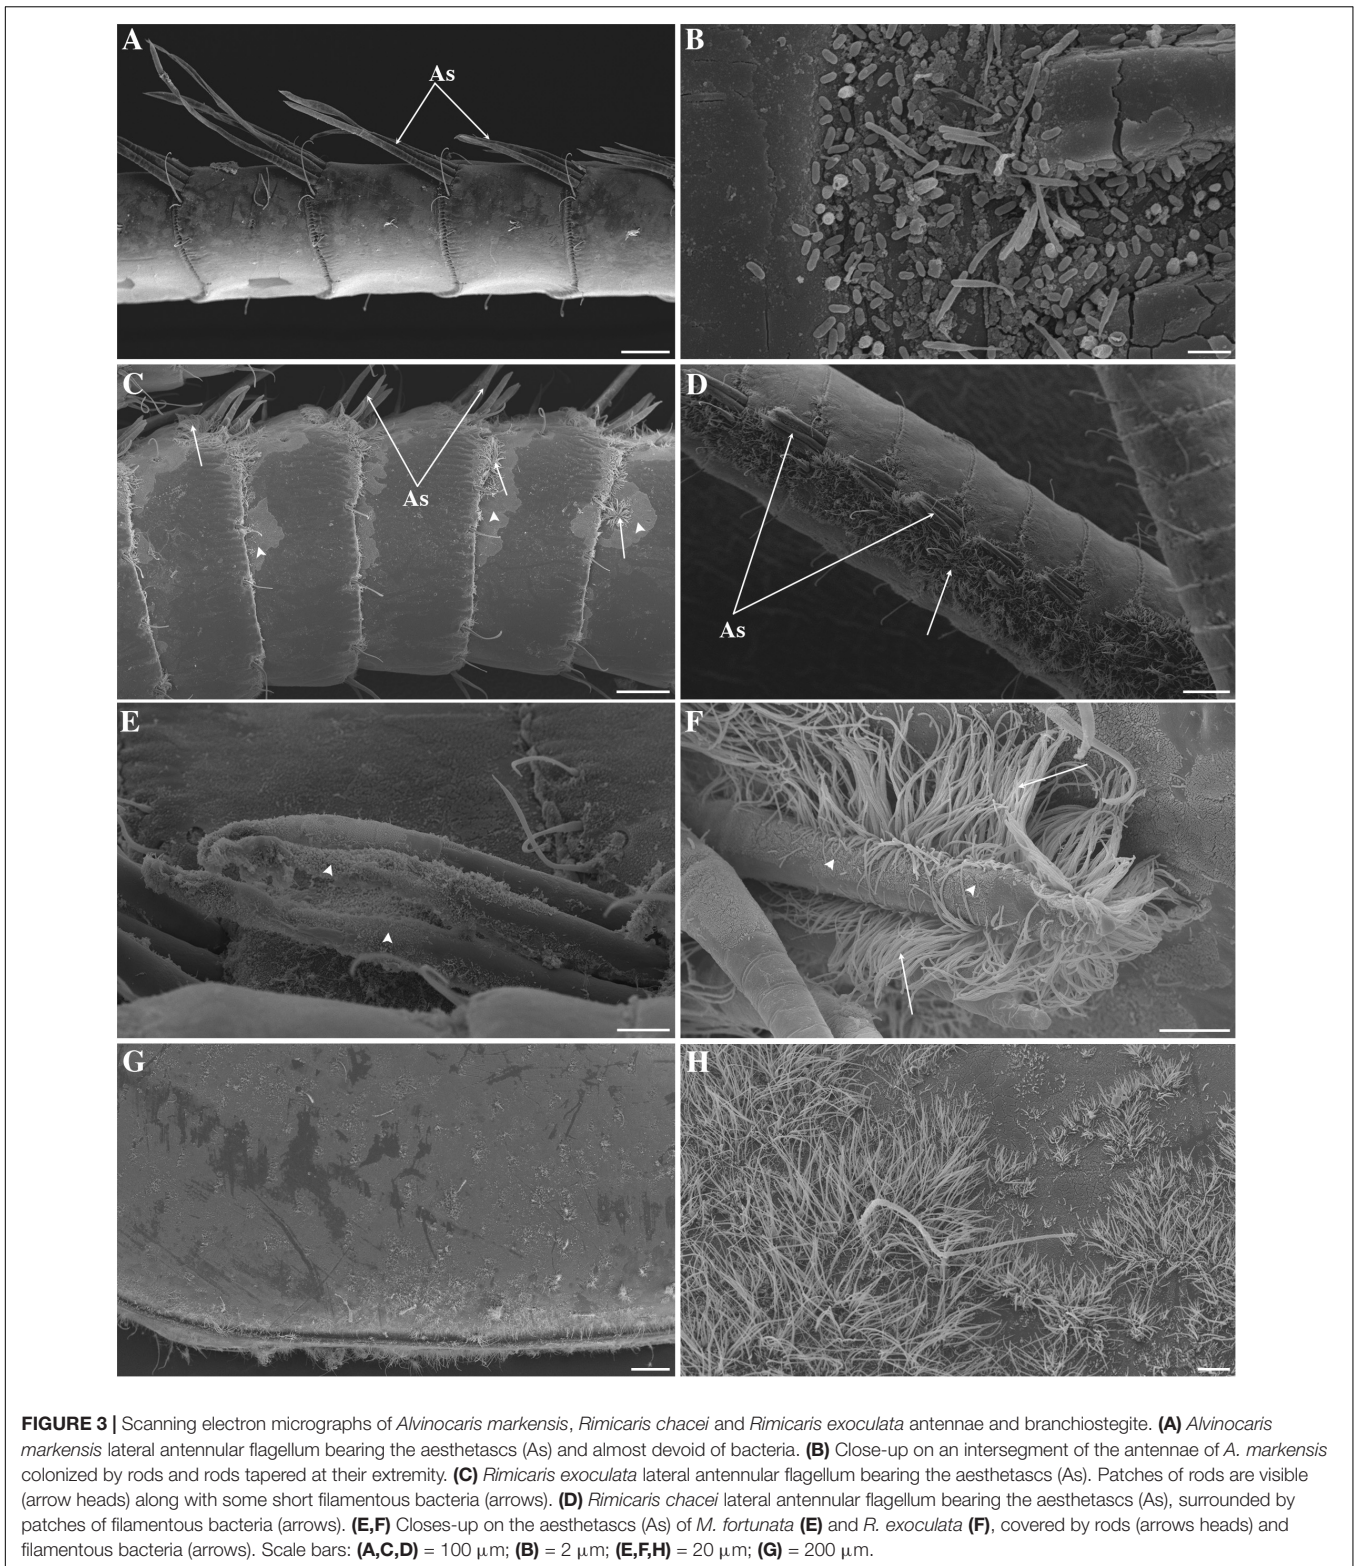 A
As
B
C
As
D
As
E
F
G
H
FIGURE 3 | Scanning electron micrographs of Alvinocaris markensis, Rimicaris chacei and Rimicaris exoculata antennae and branchiostegite. (A) Alvinocaris
markensis lateral antennular flagellum bearing the aesthetascs (As) and almost devoid of bacteria. (B) Close-up on an intersegment of the antennae of A. markensis
colonized by rods and rods tapered at their extremity. (C) Rimicaris exoculata lateral antennular flagellum bearing the aesthetascs (As). Patches of rods are visible
(arrow heads) along with some short filamentous bacteria (arrows). (D) Rimicaris chacei lateral antennular flagellum bearing the aesthetascs (As), surrounded by
patches of filamentous bacteria (arrows). (E,F) Closes-up on the aesthetascs (As) of M. fortunata (E) and R. exoculata (F), covered by rods (arrows heads) and
filamentous bacteria (arrows). Scale bars: (A,C,D) = 100 μm; (B) = 2 μm; (E,F,H) = 20 μm; (G) = 200 μm.